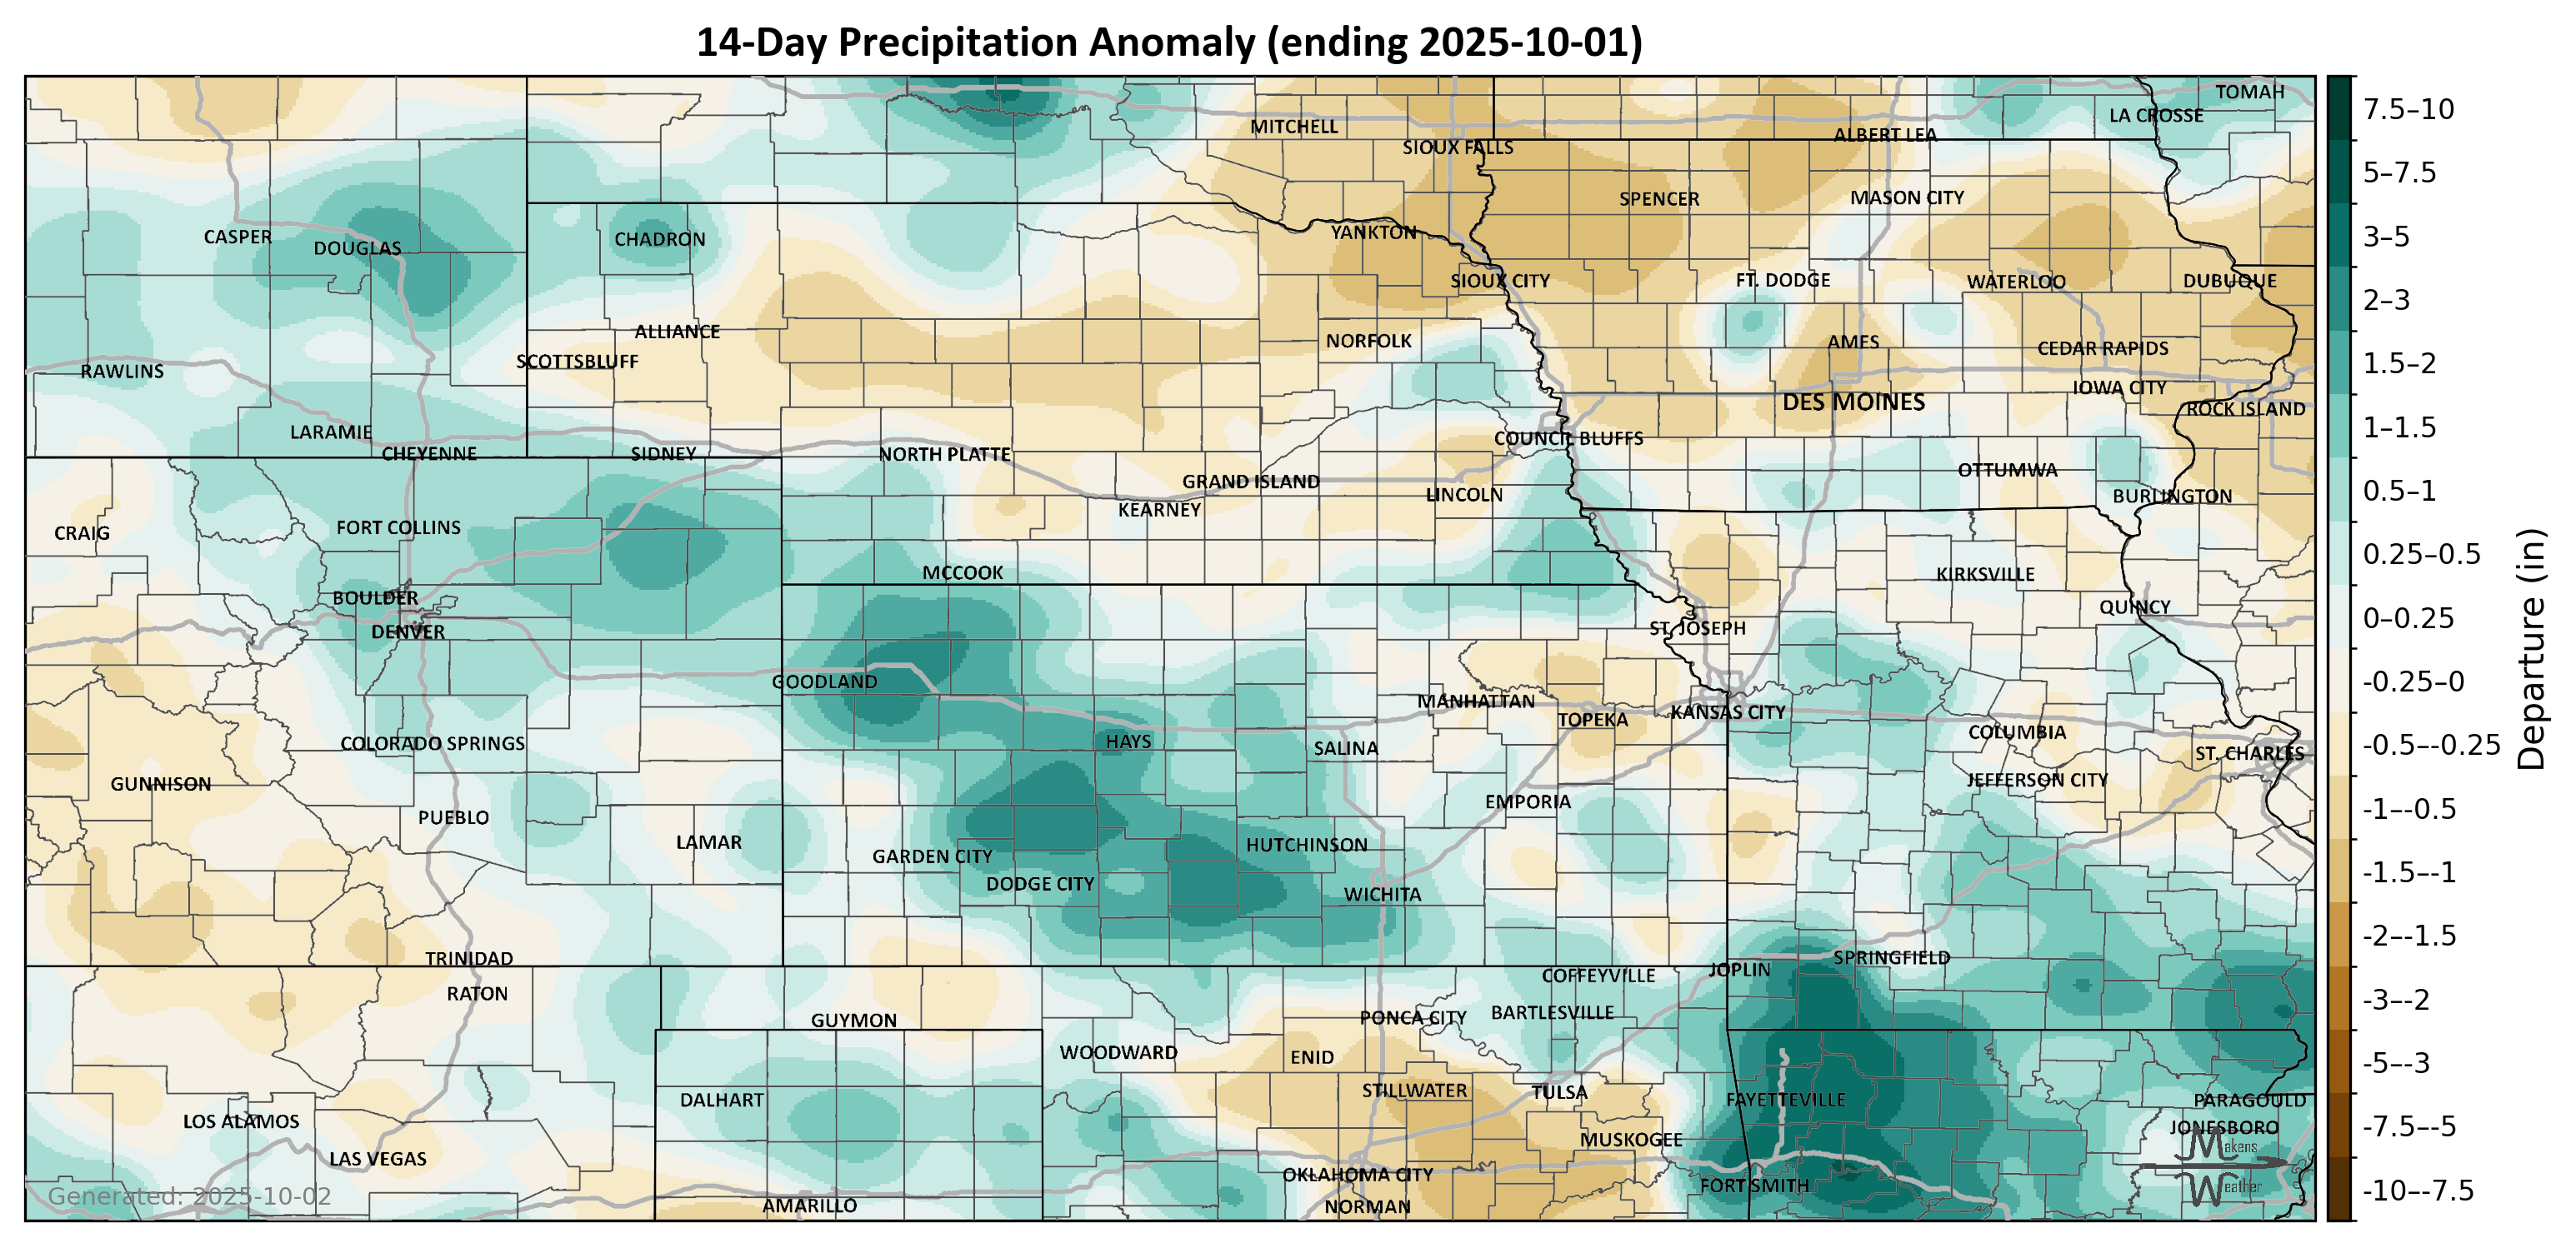 14-Day Precipitation Anomaly (ending 2025-10-01)
TOMAH
LA CROSSE
MITCHELL
ALBERT LEA
SIOUX FALLS
SPENCER
MASON CITY
YANKTON
CASPER
DOUGLAS
CHADRON
SIOUX CITY
FT. DODGE
WATERLOO
DUBUQUE
ALLIANCE
NORFOLK
AMES
CEDAR RAPIDS
SCOTTSBLUFF
RAWLINS
IOWA CITY
DES MOINES
ROCK ISLAND
LARAMIE
COUNCIL BLUFFS
CHEYENNE
SIDNEY
NORTH PLATTE
OTTUMWA
GRAND ISLAND
LINCOLN
BURLINGTON
KEARNEY
CRAIG
FORT COLLINS
MCCOOK
KIRKSVILLE
BOULDER
QUINCY
DENVER
ST. JOSEPH
GOODLAND
MANHATTAN
TOPEKA
KANSAS CITY
COLUMBIA
COLORADO SPRINGS
HAYS
SALINA
ST. CHARLES
GUNNISON
JEFFERSON CITY
EMPORIA
PUEBLO
LAMAR
HUTCHINSON
GARDEN CITY
DODGE CITY
WICHITA
TRINIDAD
SPRINGFIELD
JOPLIN
COFFEYVILLE
RATON
BARTLESVILLE
GUYMON
PONCA CITY
WOODWARD
ENID
STILLWATER
TULSA
DALHART
FAYETTEVILLE
PARAGOULD
LOS ALAMOS
JONESBORO
MUSKOGEE
LAS VEGAS
OKLAHOMA CITY
FORT SMITH
AMARILLO
NORMAN
Generated: 2025-10-02
Makens
Weather
7.5–10
5–7.5
3–5
2–3
1.5–2
1–1.5
0.5–1
0.25–0.5
0–0.25
-0.25–0
-0.5–-0.25
-1–-0.5
-1.5–-1
-2–-1.5
-3–-2
-5–-3
-7.5–-5
-10–-7.5
Departure (in)